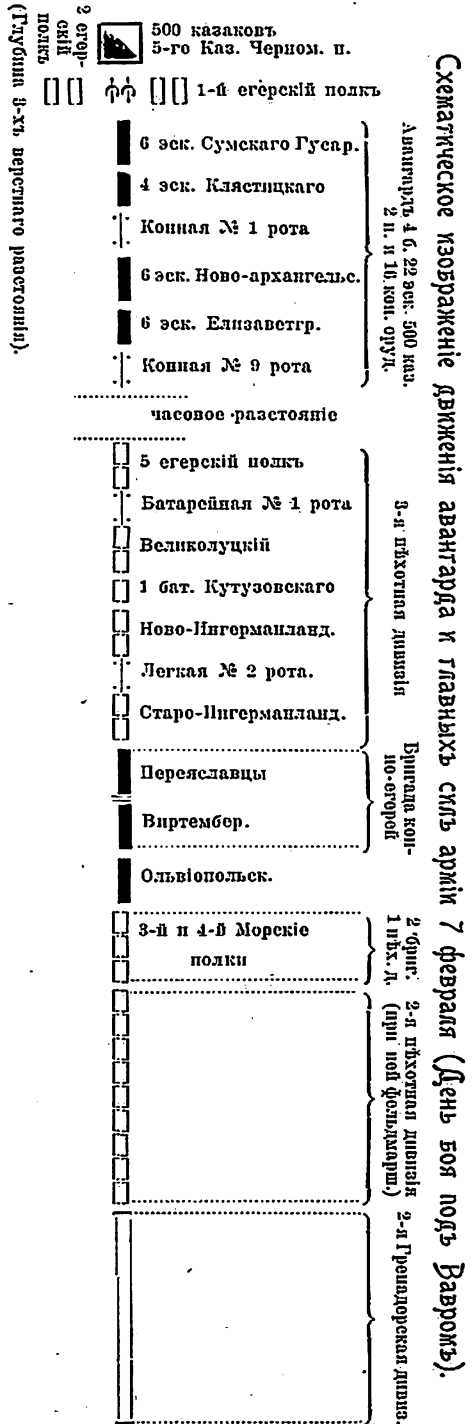 Схематическое изображеніе движенія авангарда и главныхъ силъ арміи 7 февраля (День боя подъ Вавромъ).
500 казаковъ
5-го Каз. Черном. п.
2 егер-
скій
полкъ
1-й егерскій полкъ
(Глубина 8-хъ верстнаго разстоянія).
Авангардъ 4 б. 22 эск. 500 каз.
2 п. и 16 кон. оруд.
6 эск. Сумскаго Гусар.
4 эск. Клястицкаго
Конная № 1 рота
6 эск. Ново-архангельс.
6 эск. Елизаветгр.
Конная № 9 рота
часовое разстояніе
3-я пѣхотная дивизія
5 егерскій полкъ
Батарейная № 1 рота
Великолуцкій
1 бат. Кутузовскаго
Ново-Ингерманланд.
Легкая № 2 рота.
Старо-Ингерманланд.
Бригада кон-
но-егерей
Переяславцы
Виртембер.
Ольвіопольск.
2 бриг.
1 пѣх. д.
3-й и 4-й Морскіе
полки
2-я пѣхотная дивизія
(при ней фельдмарш.)
2-я Гренадерская дивиз.